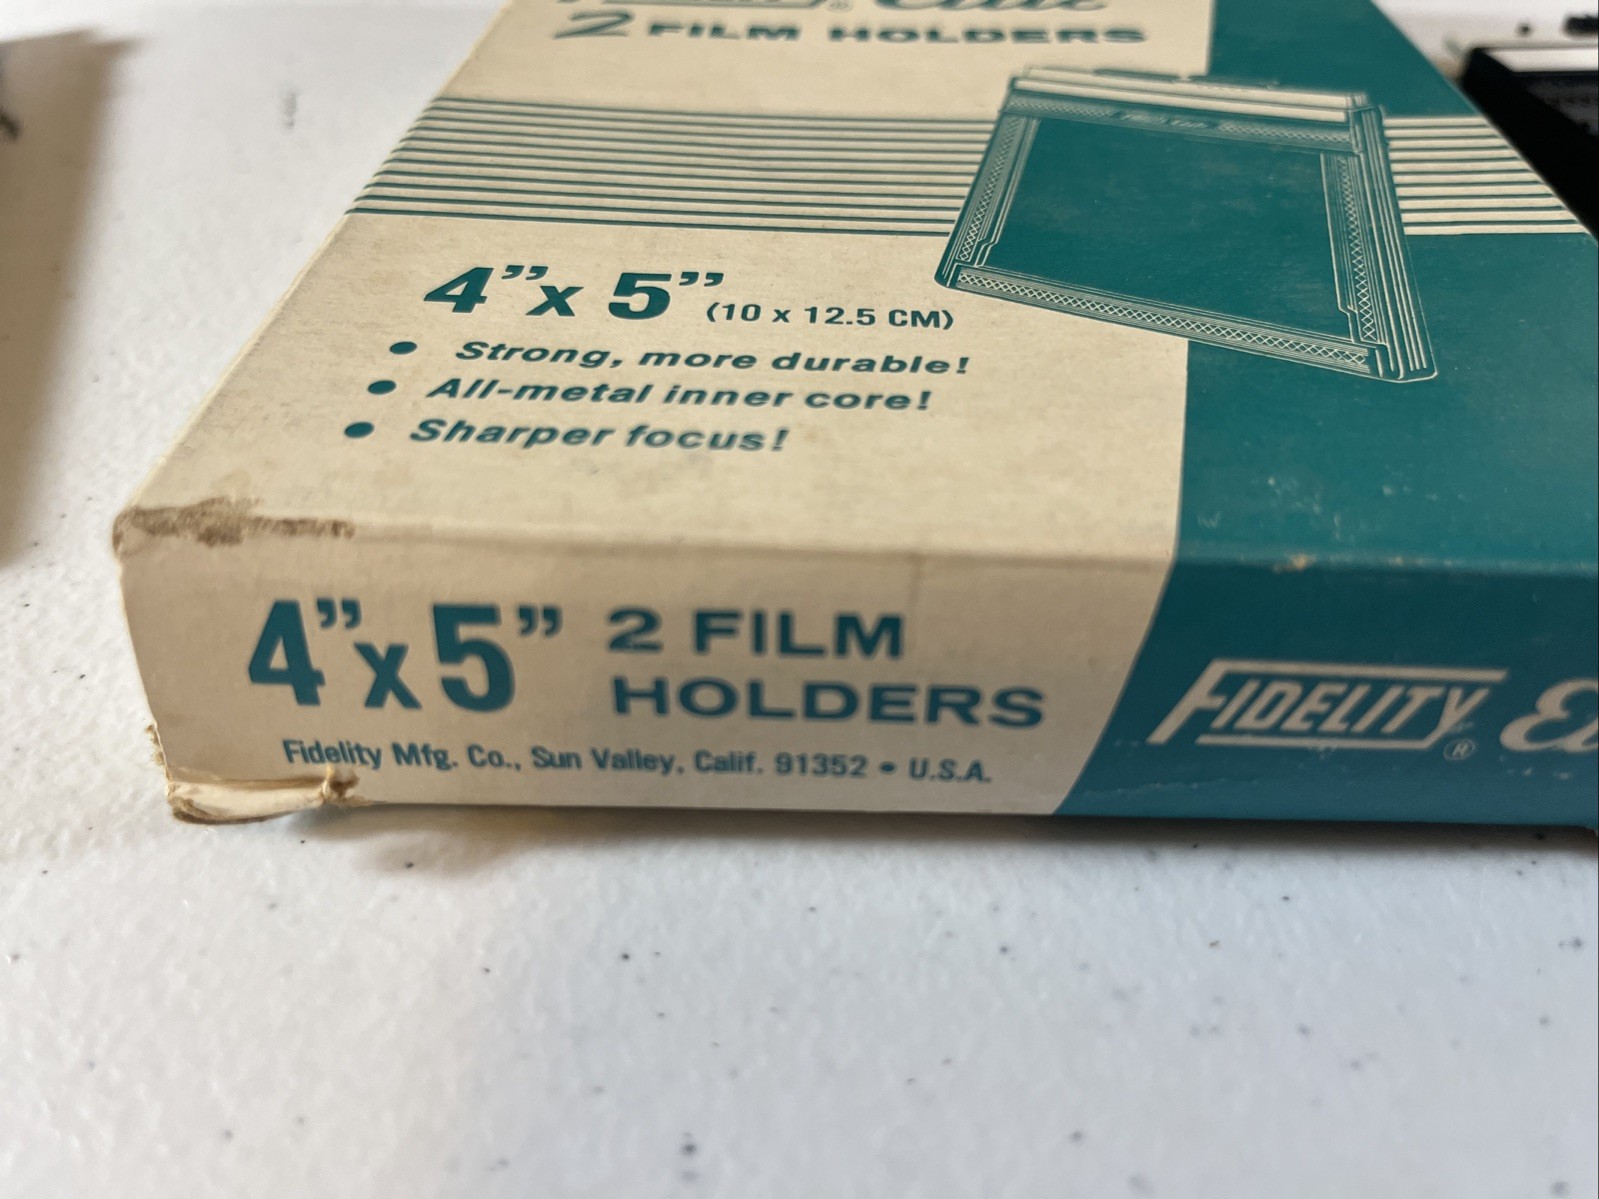 2 FILM HOLDERS
4”x 5” (10 x 12.5 CM)
• Strong, more durable!
• All-metal inner core!
• Sharper focus!
4”x5” 2 FILM
HOLDERS
Fidelity Mfg. Co., Sun Valley, Calif. 91352 • U.S.A.
FIDELITY ®